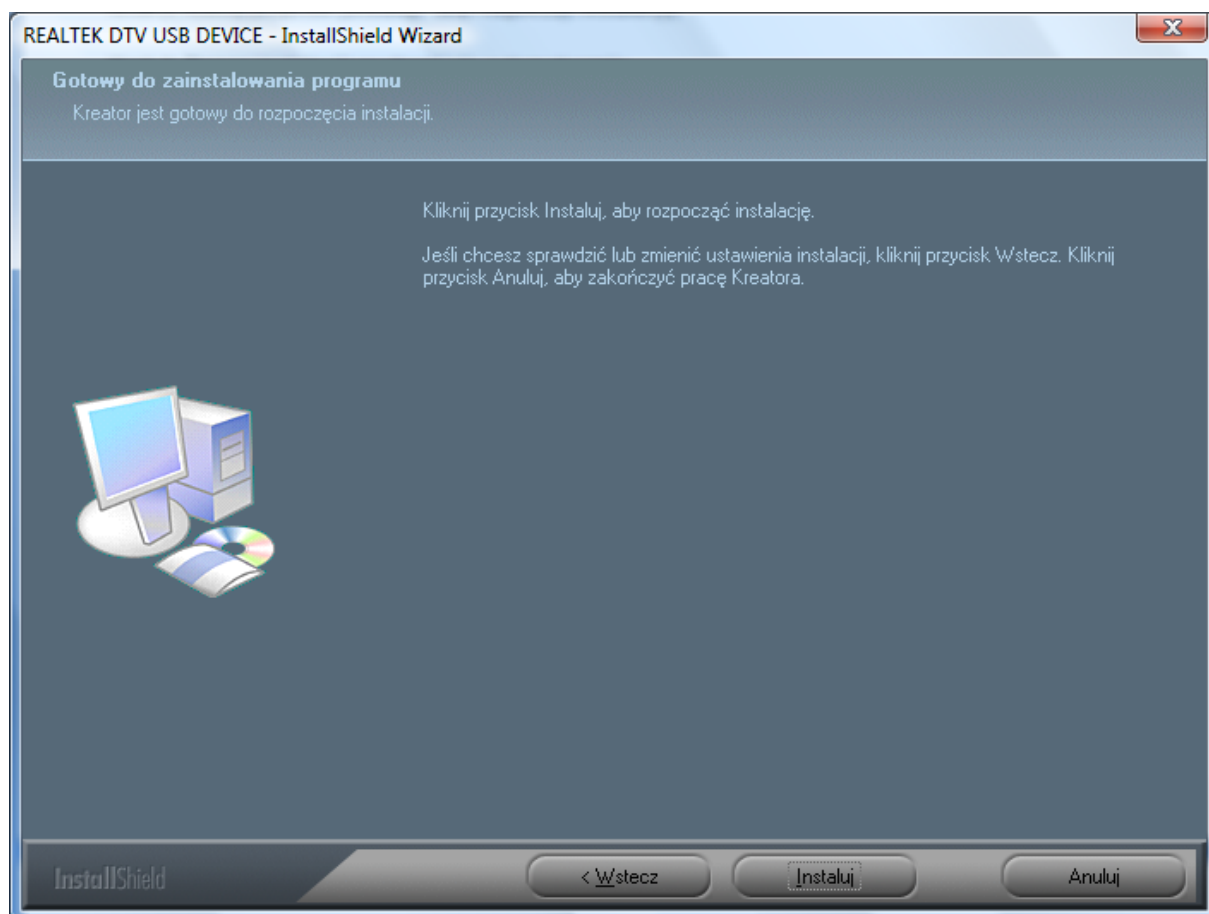 REALTEK DTV USB DEVICE - InstallShield Wizard
Gotowy do zainstalowania programu
Kreator jest gotowy do rozpoczęcia instalacji.
Kliknij przycisk Instaluj, aby rozpocząć instalację.
Jeśli chcesz sprawdzić lub zmienić ustawienia instalacji, kliknij przycisk Wstecz. Kliknij
przycisk Anuluj, aby zakończyć pracę Kreatora.
InstallShield
< Wstecz
Instaluj
Anuluj